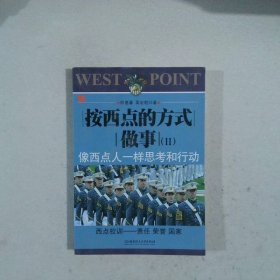 WEST POINT
按西点的方式
做事(II)
像西点人一样思考和行动
西点校训——责任 荣誉 国家